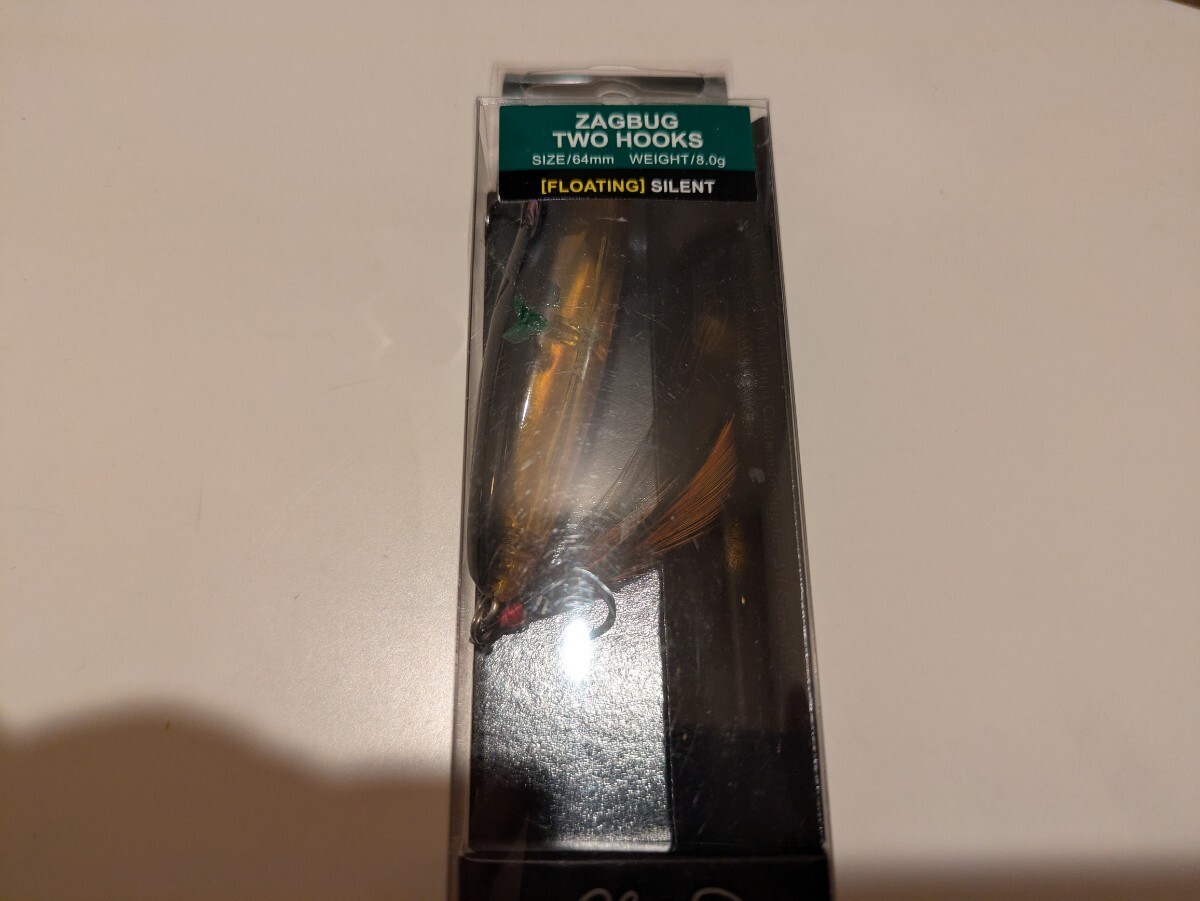 ZAGBUG
TWO HOOKS
SIZE/64mm WEIGHT/8.0g
[FLOATING] SILENT